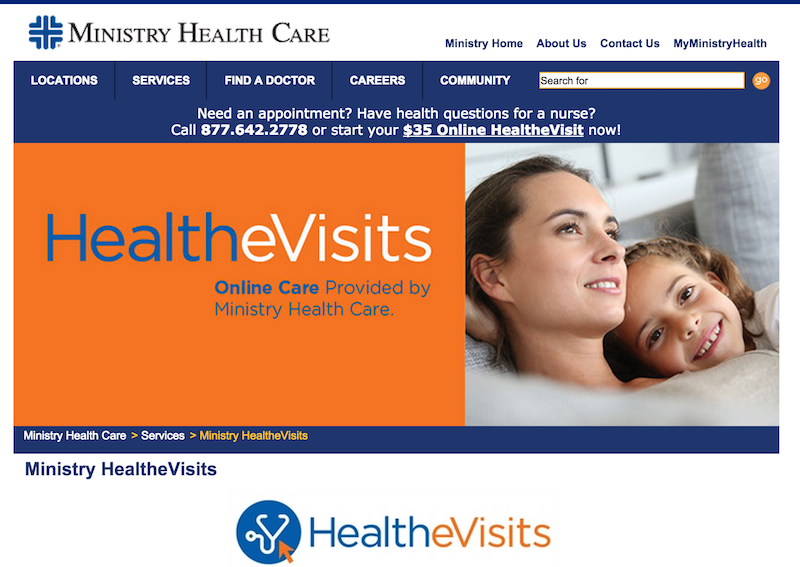 MINISTRY HEALTH CARE
Ministry Home About Us Contact Us MyMinistryHealth
LOCATIONS SERVICES FIND A DOCTOR CAREERS COMMUNITY Search for go
Need an appointment? Have health questions for a nurse?
Call 877.642.2778 or start your $35 Online HealtheVisit now!
HealtheVisits
Online Care Provided by
Ministry Health Care.
Ministry Health Care > Services > Ministry HealtheVisits
Ministry HealtheVisits
HealtheVisits